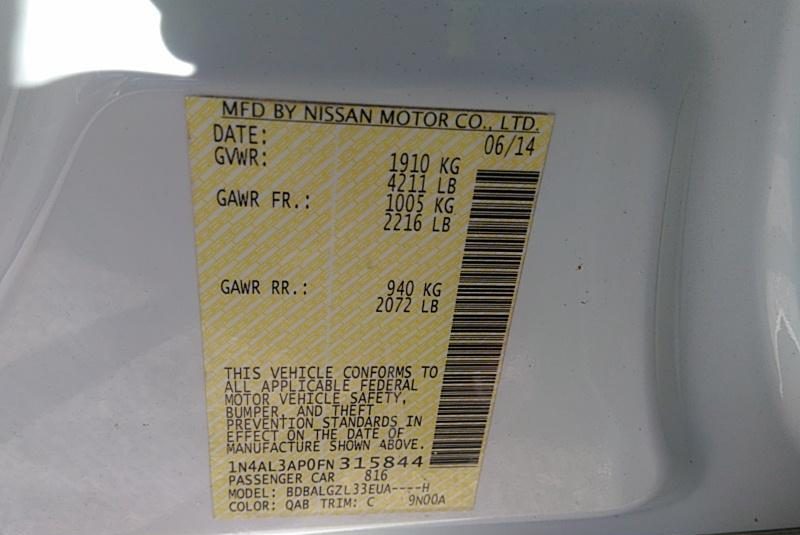 MFD BY NISSAN MOTOR CO., LTD.
DATE: 06/14
GVWR: 1910 KG
4211 LB
GAWR FR.: 1005 KG
2216 LB
GAWR RR.: 940 KG
2072 LB
THIS VEHICLE CONFORMS TO
ALL APPLICABLE FEDERAL
MOTOR VEHICLE SAFETY,
BUMPER, AND THEFT
PREVENTION STANDARDS IN
EFFECT ON THE DATE OF
MANUFACTURE SHOWN ABOVE.
1N4AL3AP0FN315844
PASSENGER CAR 816
MODEL: BDBALGZL33EUA----H
COLOR: QAB TRIM: C 9N00A